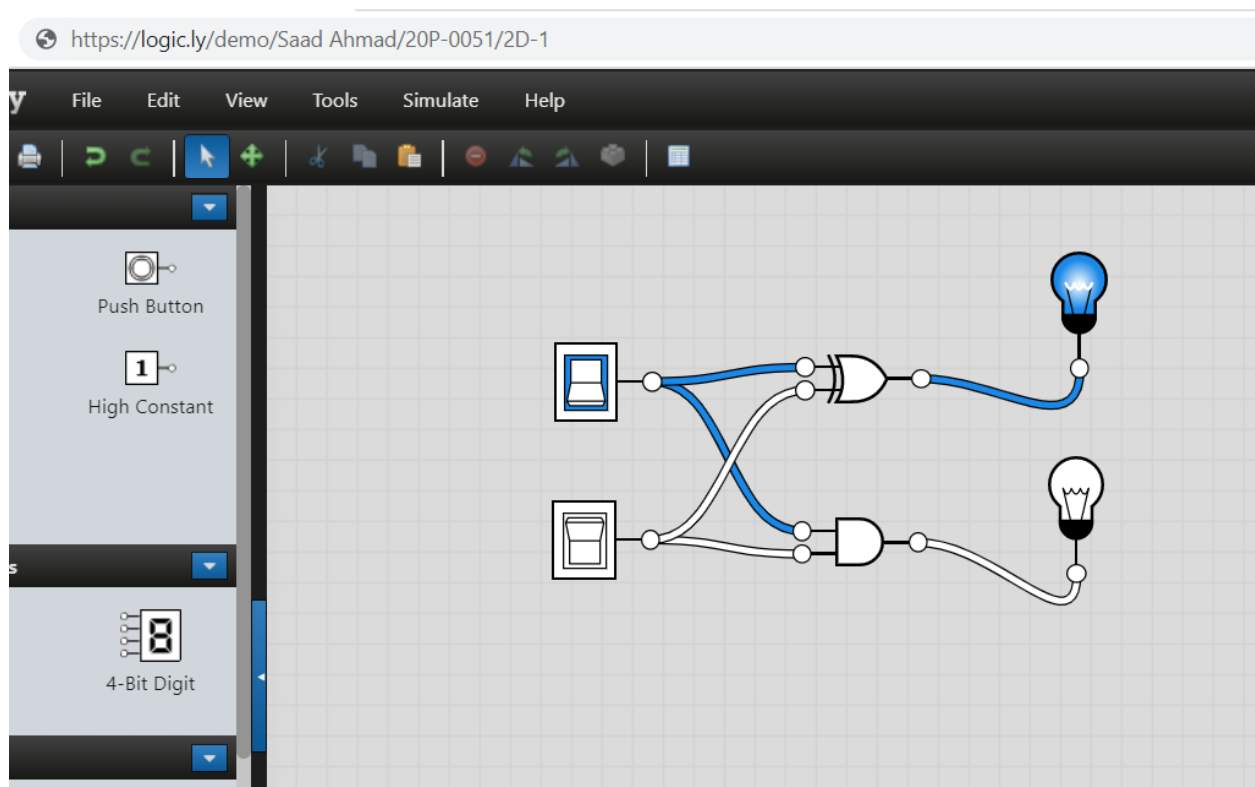 https://logic.ly/demo/Saad Ahmad/20P-0051/2D-1
y File Edit View Tools Simulate Help
Push Button
1
High Constant
s
8
4-Bit Digit